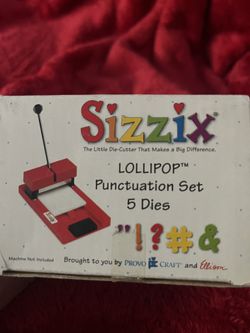 Sizzix®
The Little Die-Cutter That Makes a Big Difference.
LOLLIPOP™
Punctuation Set
5 Dies
"!?#&
Machine Not Included
Brought to you by PROVO CRAFT and Ellison